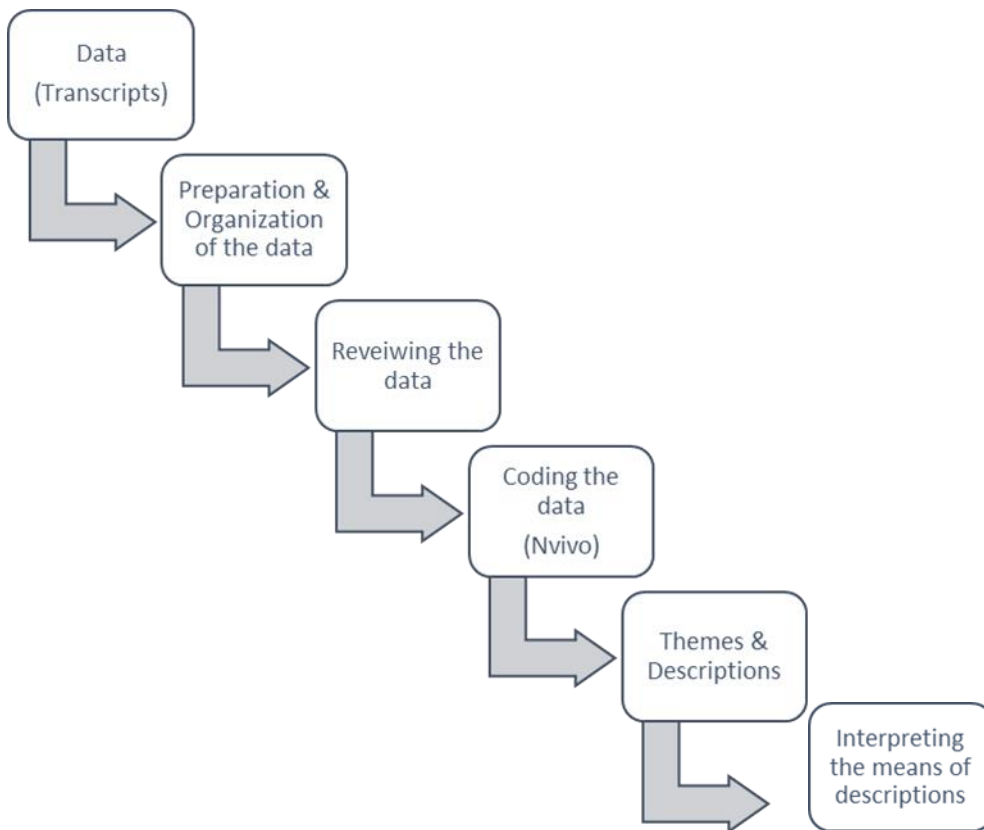 Data
(Transcripts)
Preparation &
Organization
of the data
Reveiwing the
data
Coding the
data
(Nvivo)
Themes &
Descriptions
Interpreting
the means of
descriptions